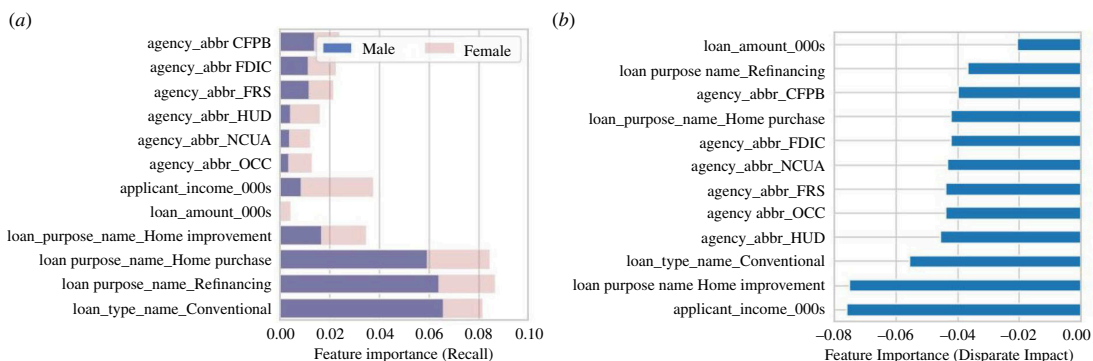 (a)
Male Female
agency_abbr CFPB
agency_abbr FDIC
agency_abbr_FRS
agency_abbr_HUD
agency_abbr_NCUA
agency_abbr_OCC
applicant_income_000s
loan_amount_000s
loan_purpose_name_Home improvement
loan purpose_name_Home purchase
loan purpose_name_Refinancing
loan_type_name_Conventional
0.00 0.02 0.04 0.06 0.08 0.10
Feature importance (Recall)
(b)
loan_amount_000s
loan purpose name_Refinancing
agency_abbr_CFPB
loan_purpose_name_Home purchase
agency_abbr_FDIC
agency_abbr_NCUA
agency_abbr_FRS
agency abbr_OCC
agency_abbr_HUD
loan_type_name_Conventional
loan purpose name Home improvement
applicant_income_000s
–0.08 –0.06 –0.04 –0.02 0.00
Feature Importance (Disparate Impact)